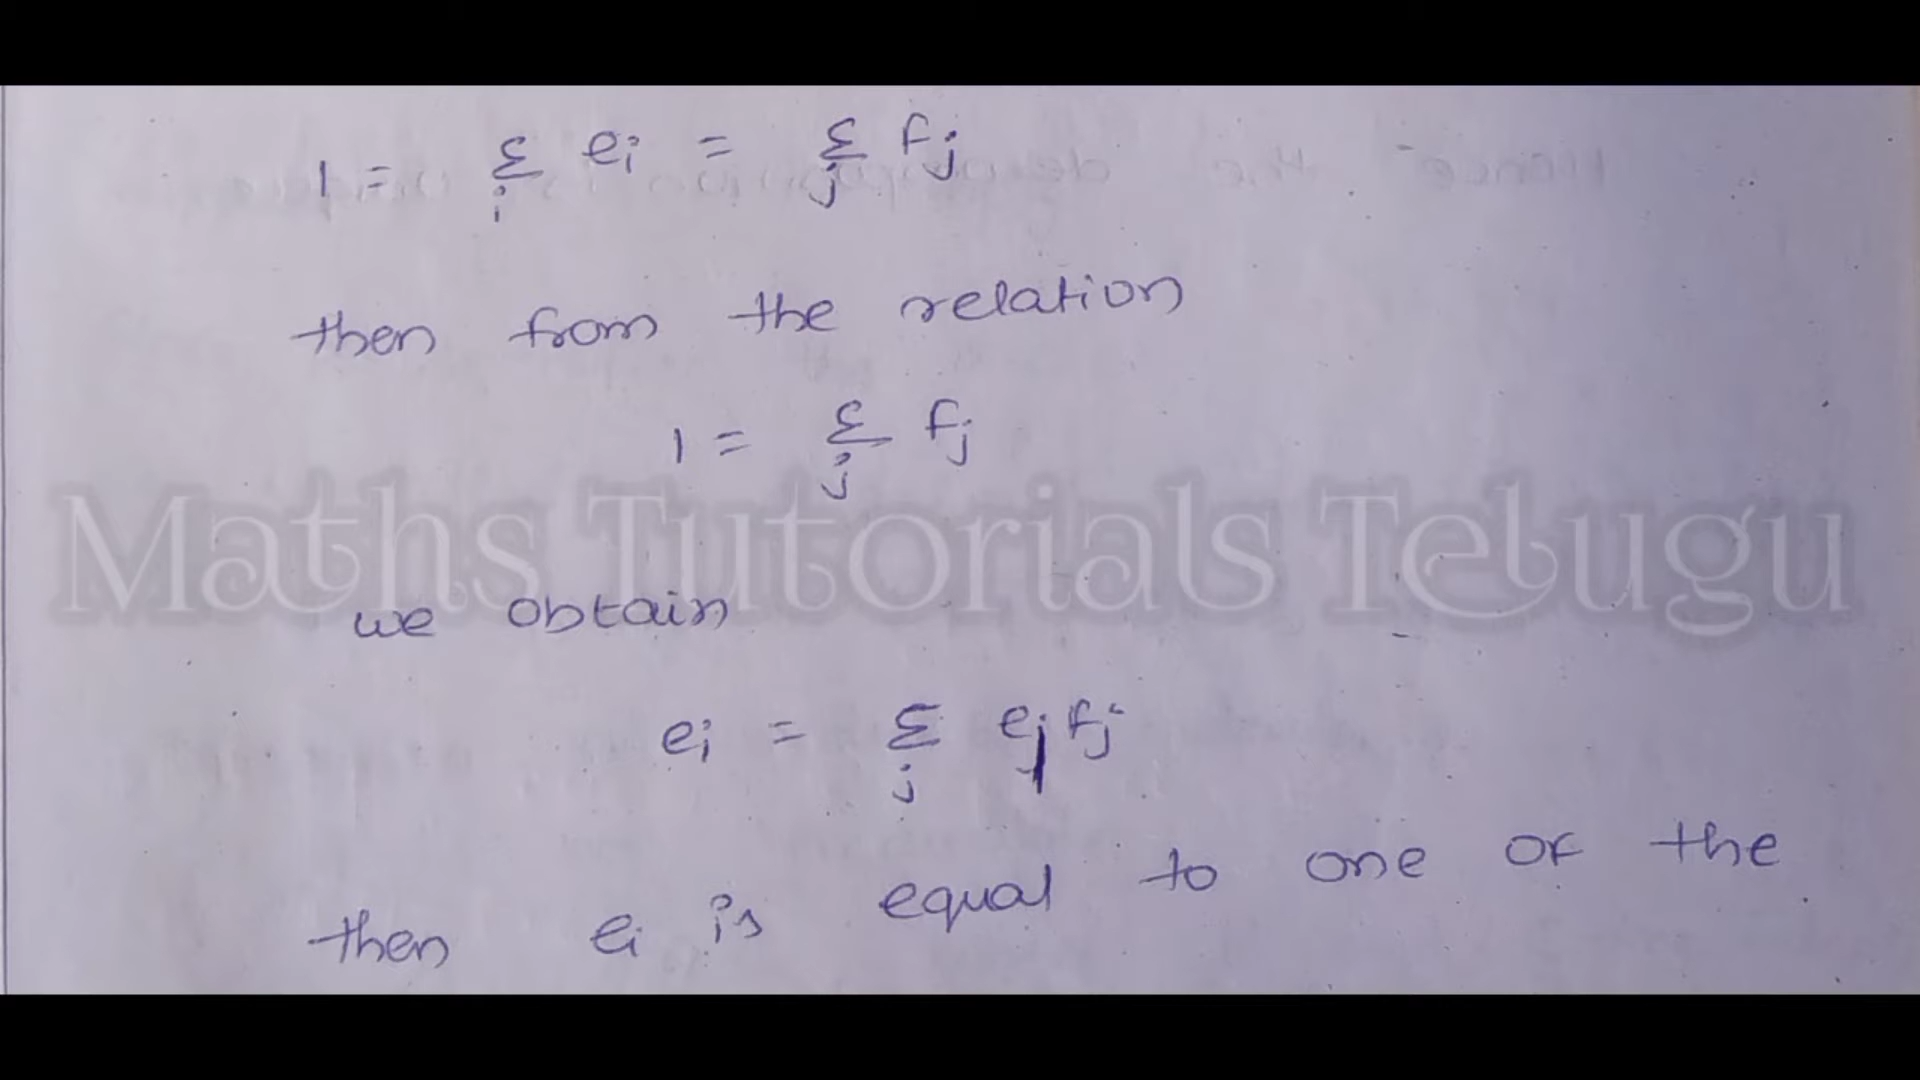 1 = Σ_i e_i = Σ_j f_j
then from the relation
1 = Σ_j f_j
Maths Tutorials Telugu
we obtain
e_i = Σ_j e_j f_j
then e_i is equal to one of the